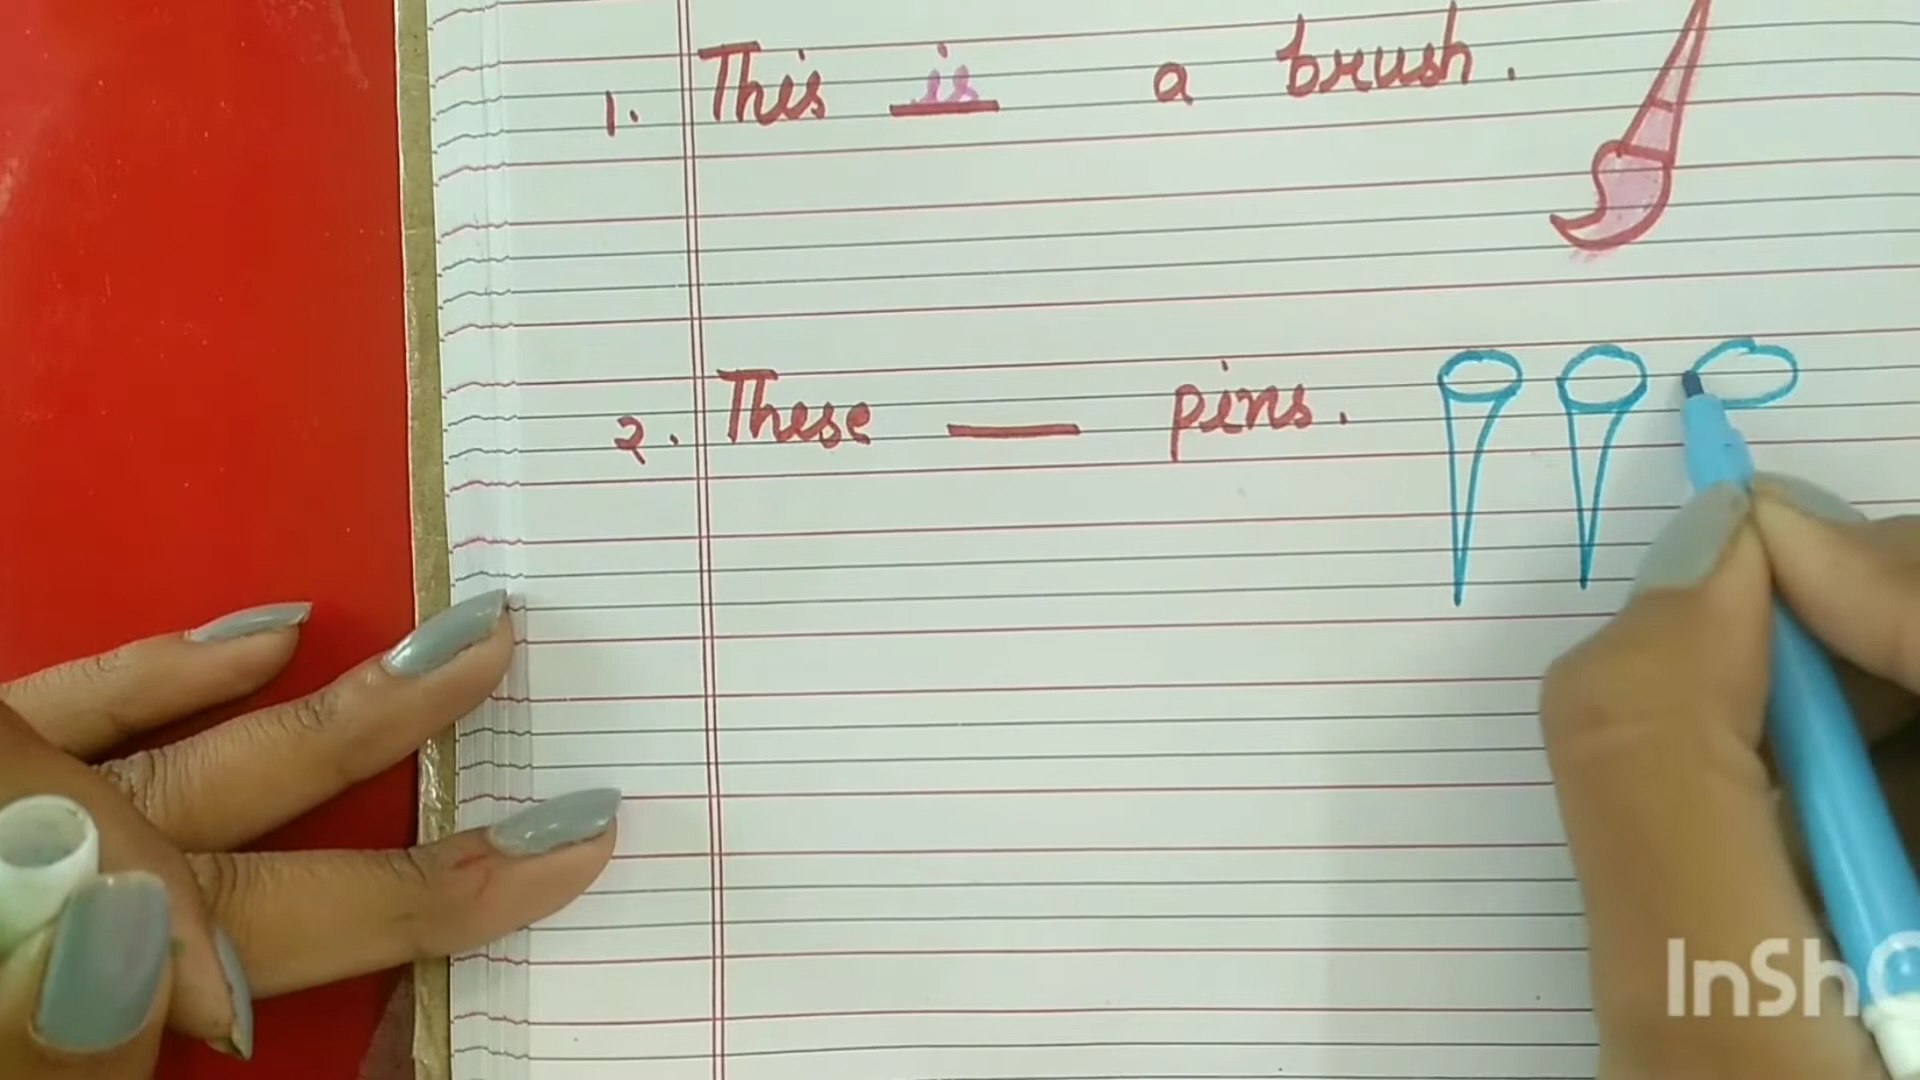 1. This is a brush.
2. These ___ pins.
InSh